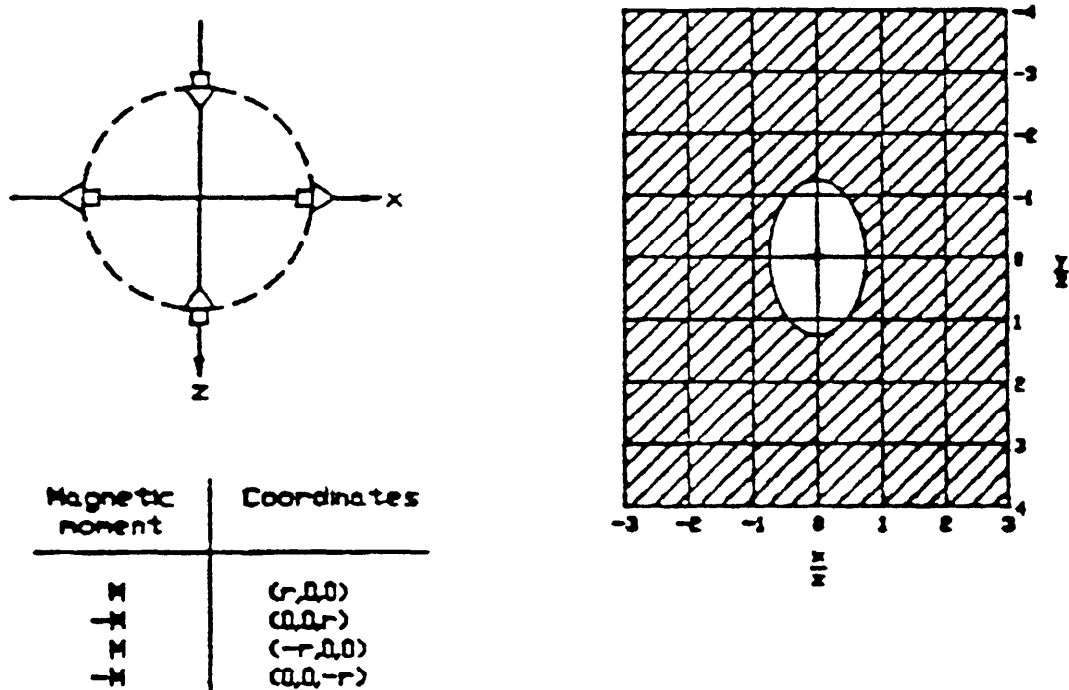 X
Z
Magnetic moment | Coordinates
M | (r,0,0)
-M | (0,0,r)
M | (-r,0,0)
-M | (0,0,-r)
-4
-3
-2
-1
0
1
2
3
4
-3 -2 -1 0 1 2 3